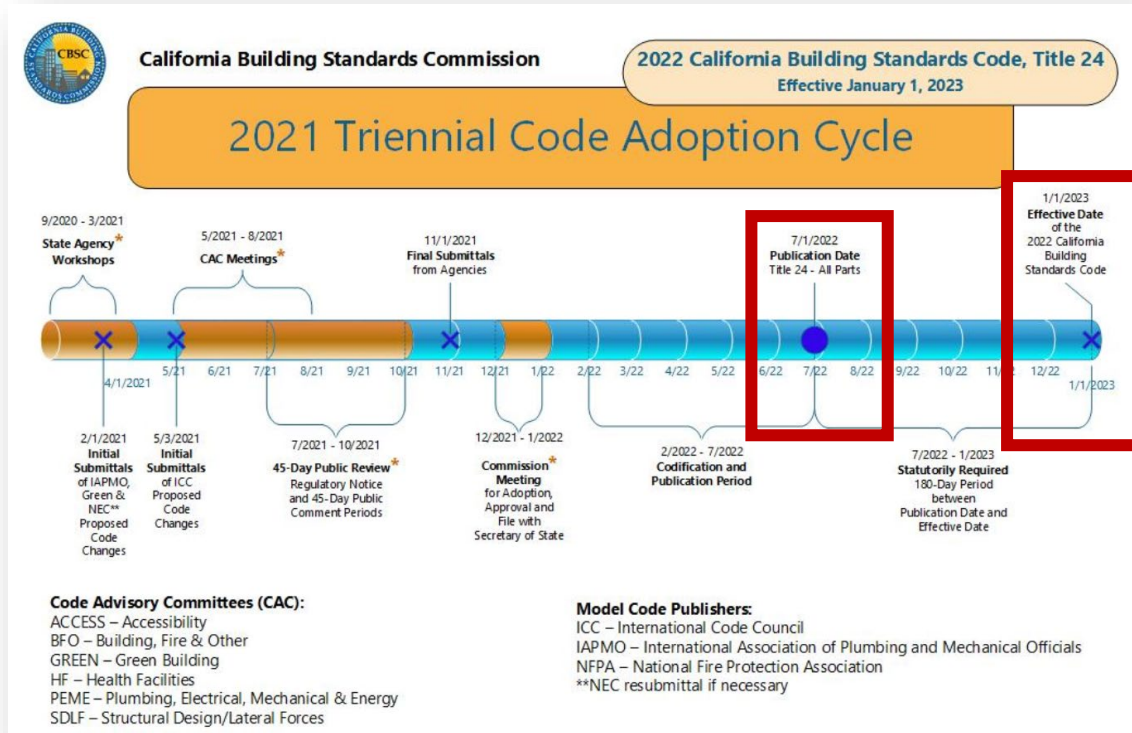 CALIFORNIA BUILDING STANDARDS COMMISSION
CBSC
California Building Standards Commission
2022 California Building Standards Code, Title 24
Effective January 1, 2023
2021 Triennial Code Adoption Cycle
9/2020 - 3/2021
State Agency*
Workshops
5/2021 - 8/2021
CAC Meetings*
11/1/2021
Final Submittals
from Agencies
7/1/2022
Publication Date
Title 24 - All Parts
1/1/2023
Effective Date
of the
2022 California
Building
Standards Code
4/1/2021
5/21
6/21
7/21
8/21
9/21
10/21
11/21
12/21
1/22
2/22
3/22
4/22
5/22
6/22
7/22
8/22
9/22
10/22
12/22
1/1/2023
2/1/2021
Initial
Submittals
of IAPMO,
Green &
NEC**
Proposed
Code
Changes
5/3/2021
Initial
Submittals
of ICC
Proposed
Code
Changes
7/2021 - 10/2021
45-Day Public Review*
Regulatory Notice
and 45-Day Public
Comment Periods
12/2021 - 1/2022
Commission*
Meeting
for Adoption,
Approval and
File with
Secretary of State
2/2022 - 7/2022
Codification and
Publication Period
7/2022 - 1/2023
Statutorily Required
180-Day Period
between
Publication Date and
Effective Date
Code Advisory Committees (CAC):
ACCESS – Accessibility
BFO – Building, Fire & Other
GREEN – Green Building
HF – Health Facilities
PEME – Plumbing, Electrical, Mechanical & Energy
SDLF – Structural Design/Lateral Forces
Model Code Publishers:
ICC – International Code Council
IAPMO – International Association of Plumbing and Mechanical Officials
NFPA – National Fire Protection Association
**NEC resubmittal if necessary